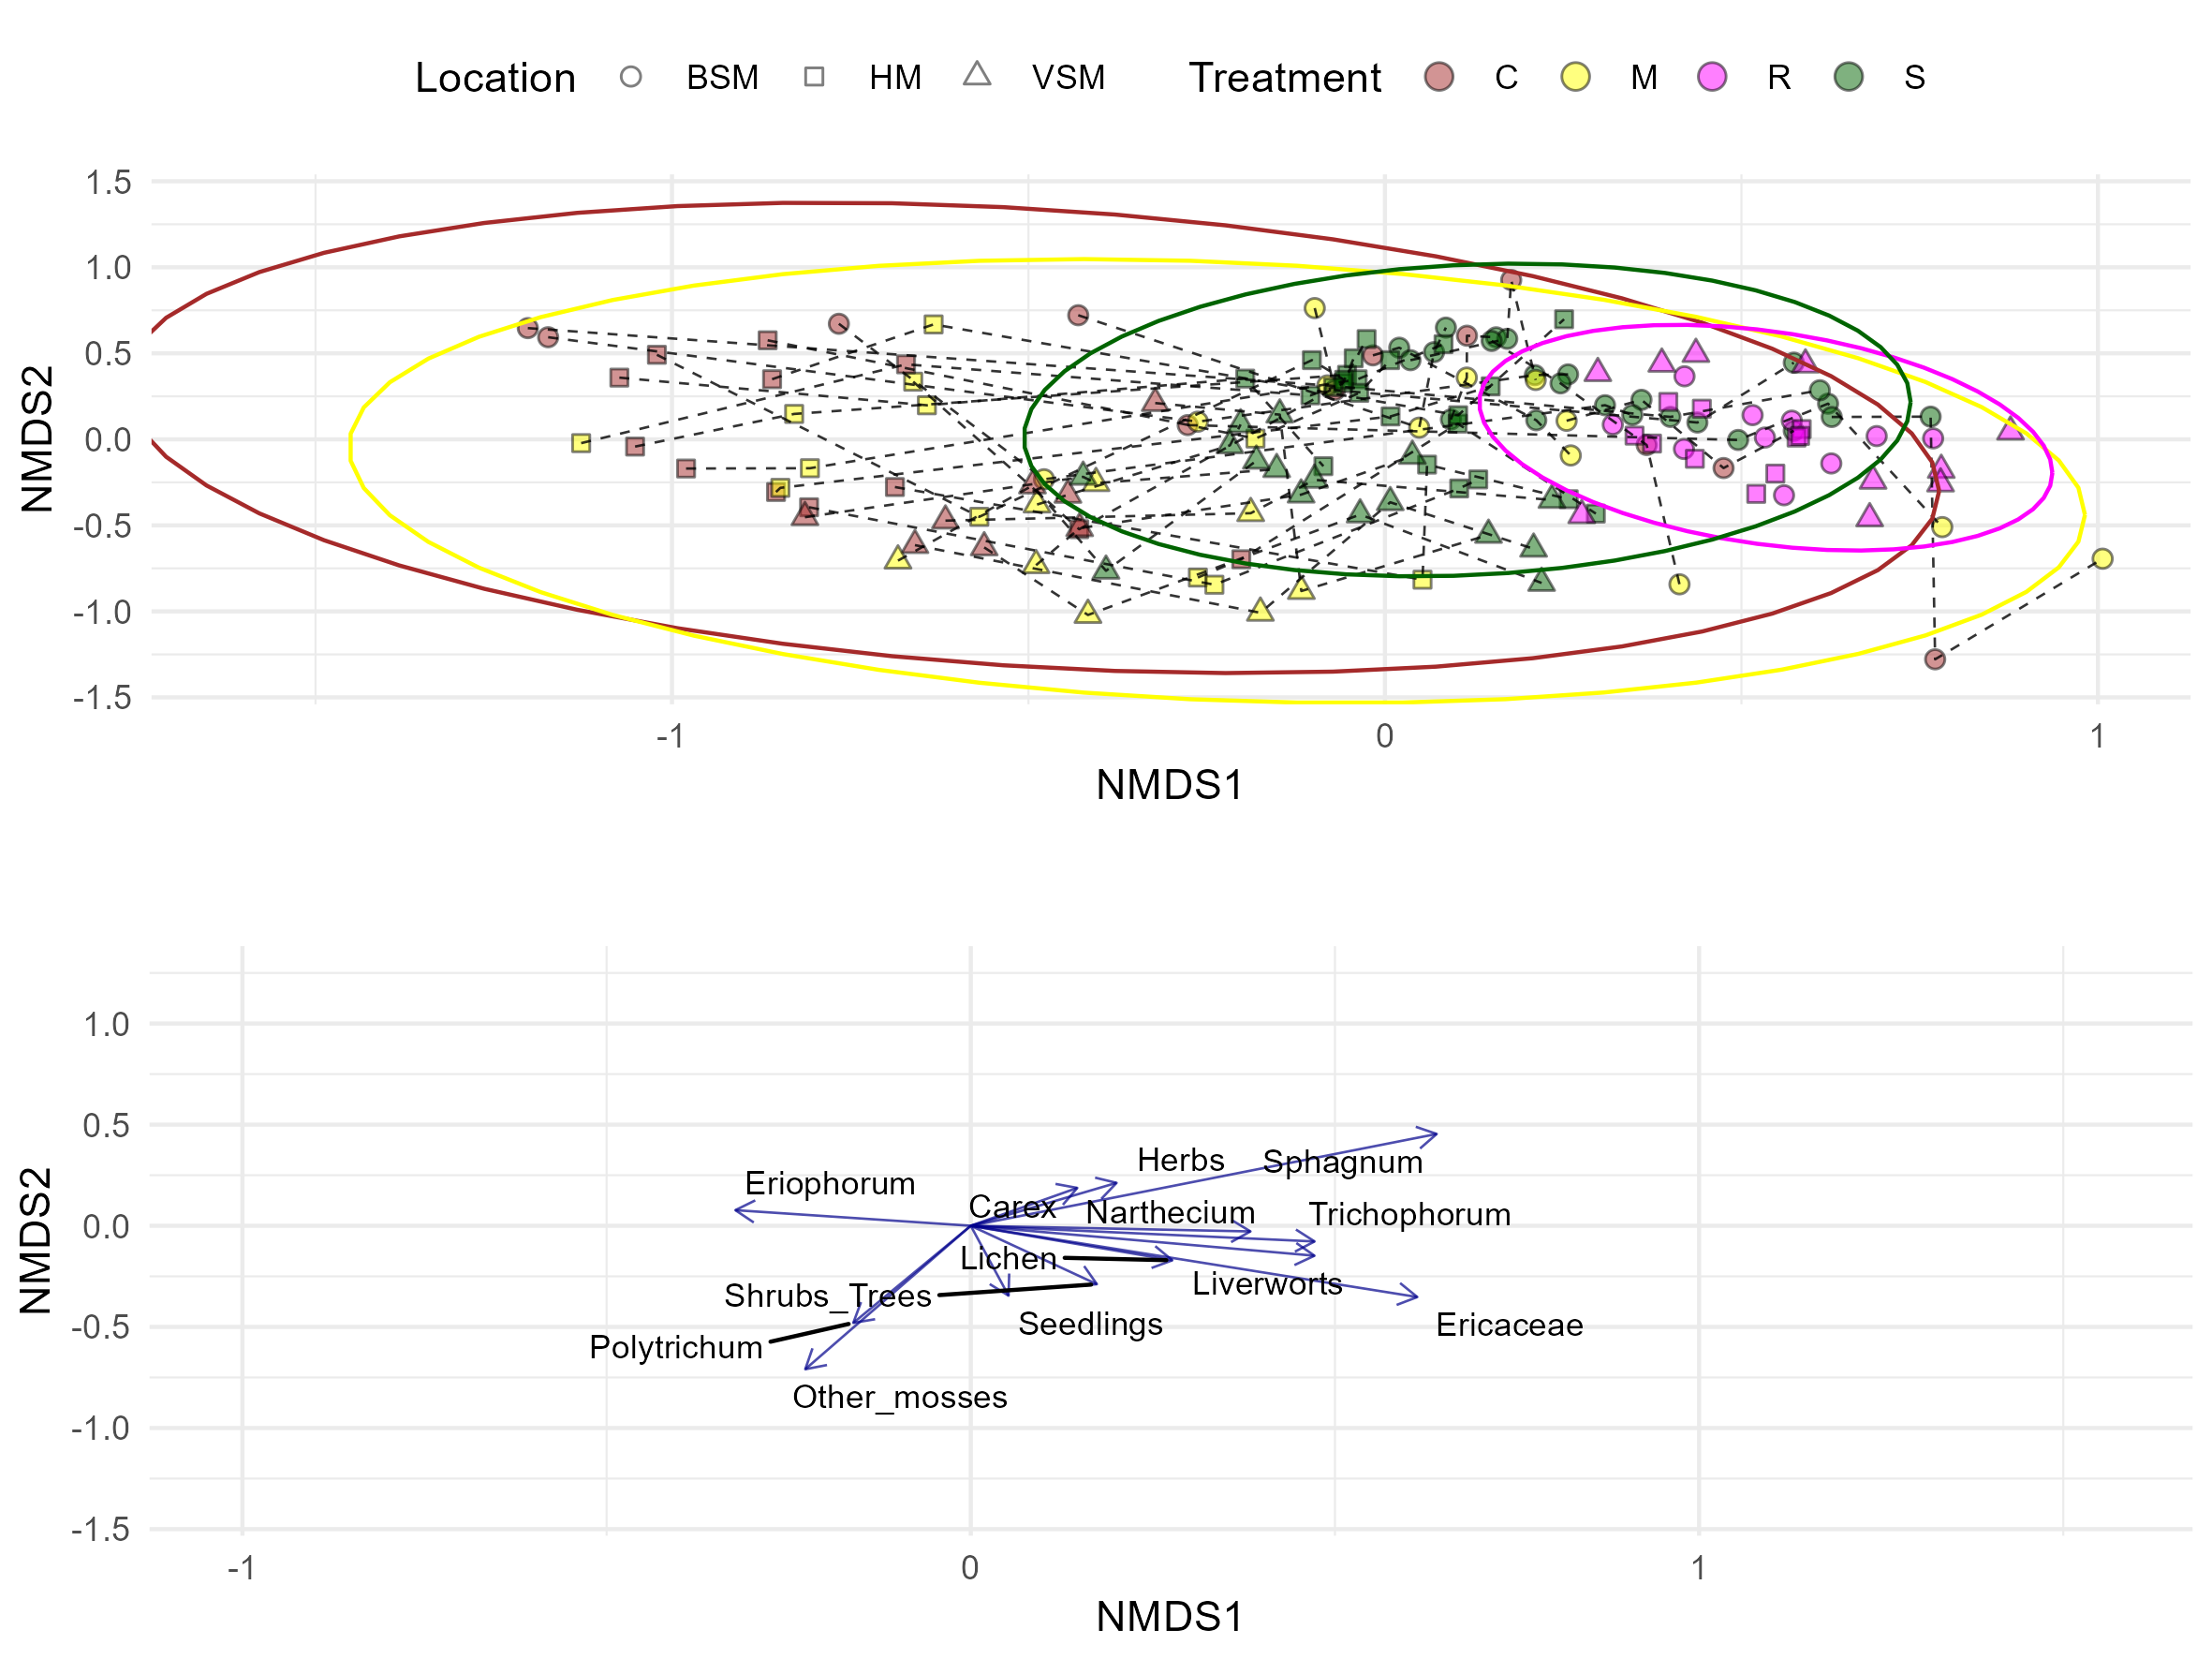 Location BSM HM VSM Treatment C M R S
1.5
1.0
0.5
0.0
-0.5
-1.0
-1.5
NMDS2
-1 0 1
NMDS1
1.0
0.5
0.0
-0.5
-1.0
-1.5
NMDS2
Herbs Sphagnum
Eriophorum
Carex Narthecium Trichophorum
Lichen
Liverworts
Shrubs_Trees
Seedlings Ericaceae
Polytrichum
Other_mosses
-1 0 1
NMDS1